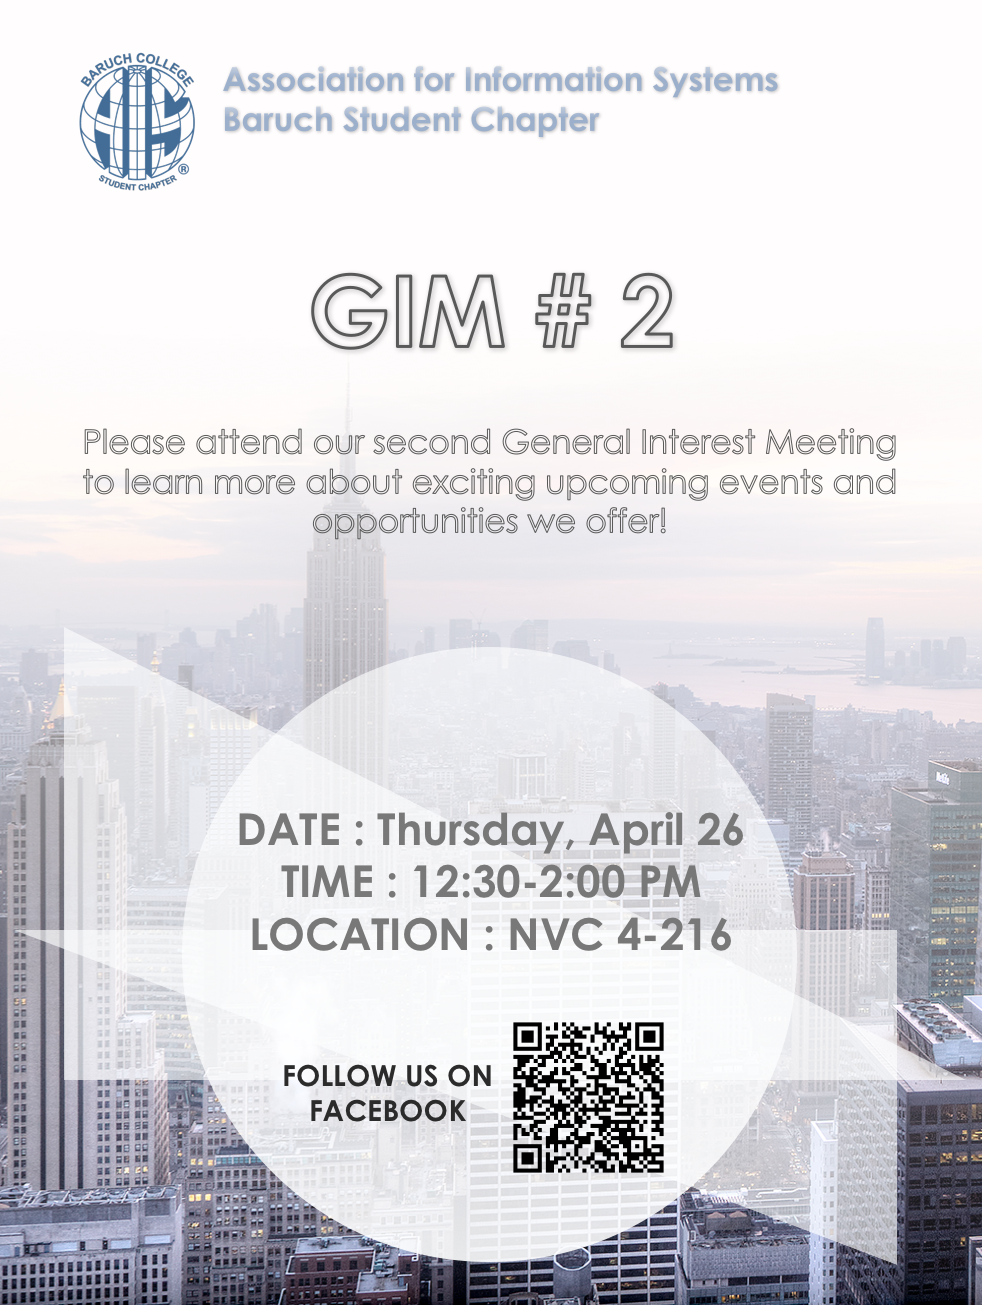 BARUCH COLLEGE
AIS
STUDENT CHAPTER ®
Association for Information Systems
Baruch Student Chapter
GIM # 2
Please attend our second General Interest Meeting
to learn more about exciting upcoming events and
opportunities we offer!
DATE : Thursday, April 26
TIME : 12:30-2:00 PM
LOCATION : NVC 4-216
FOLLOW US ON
FACEBOOK
MetLife